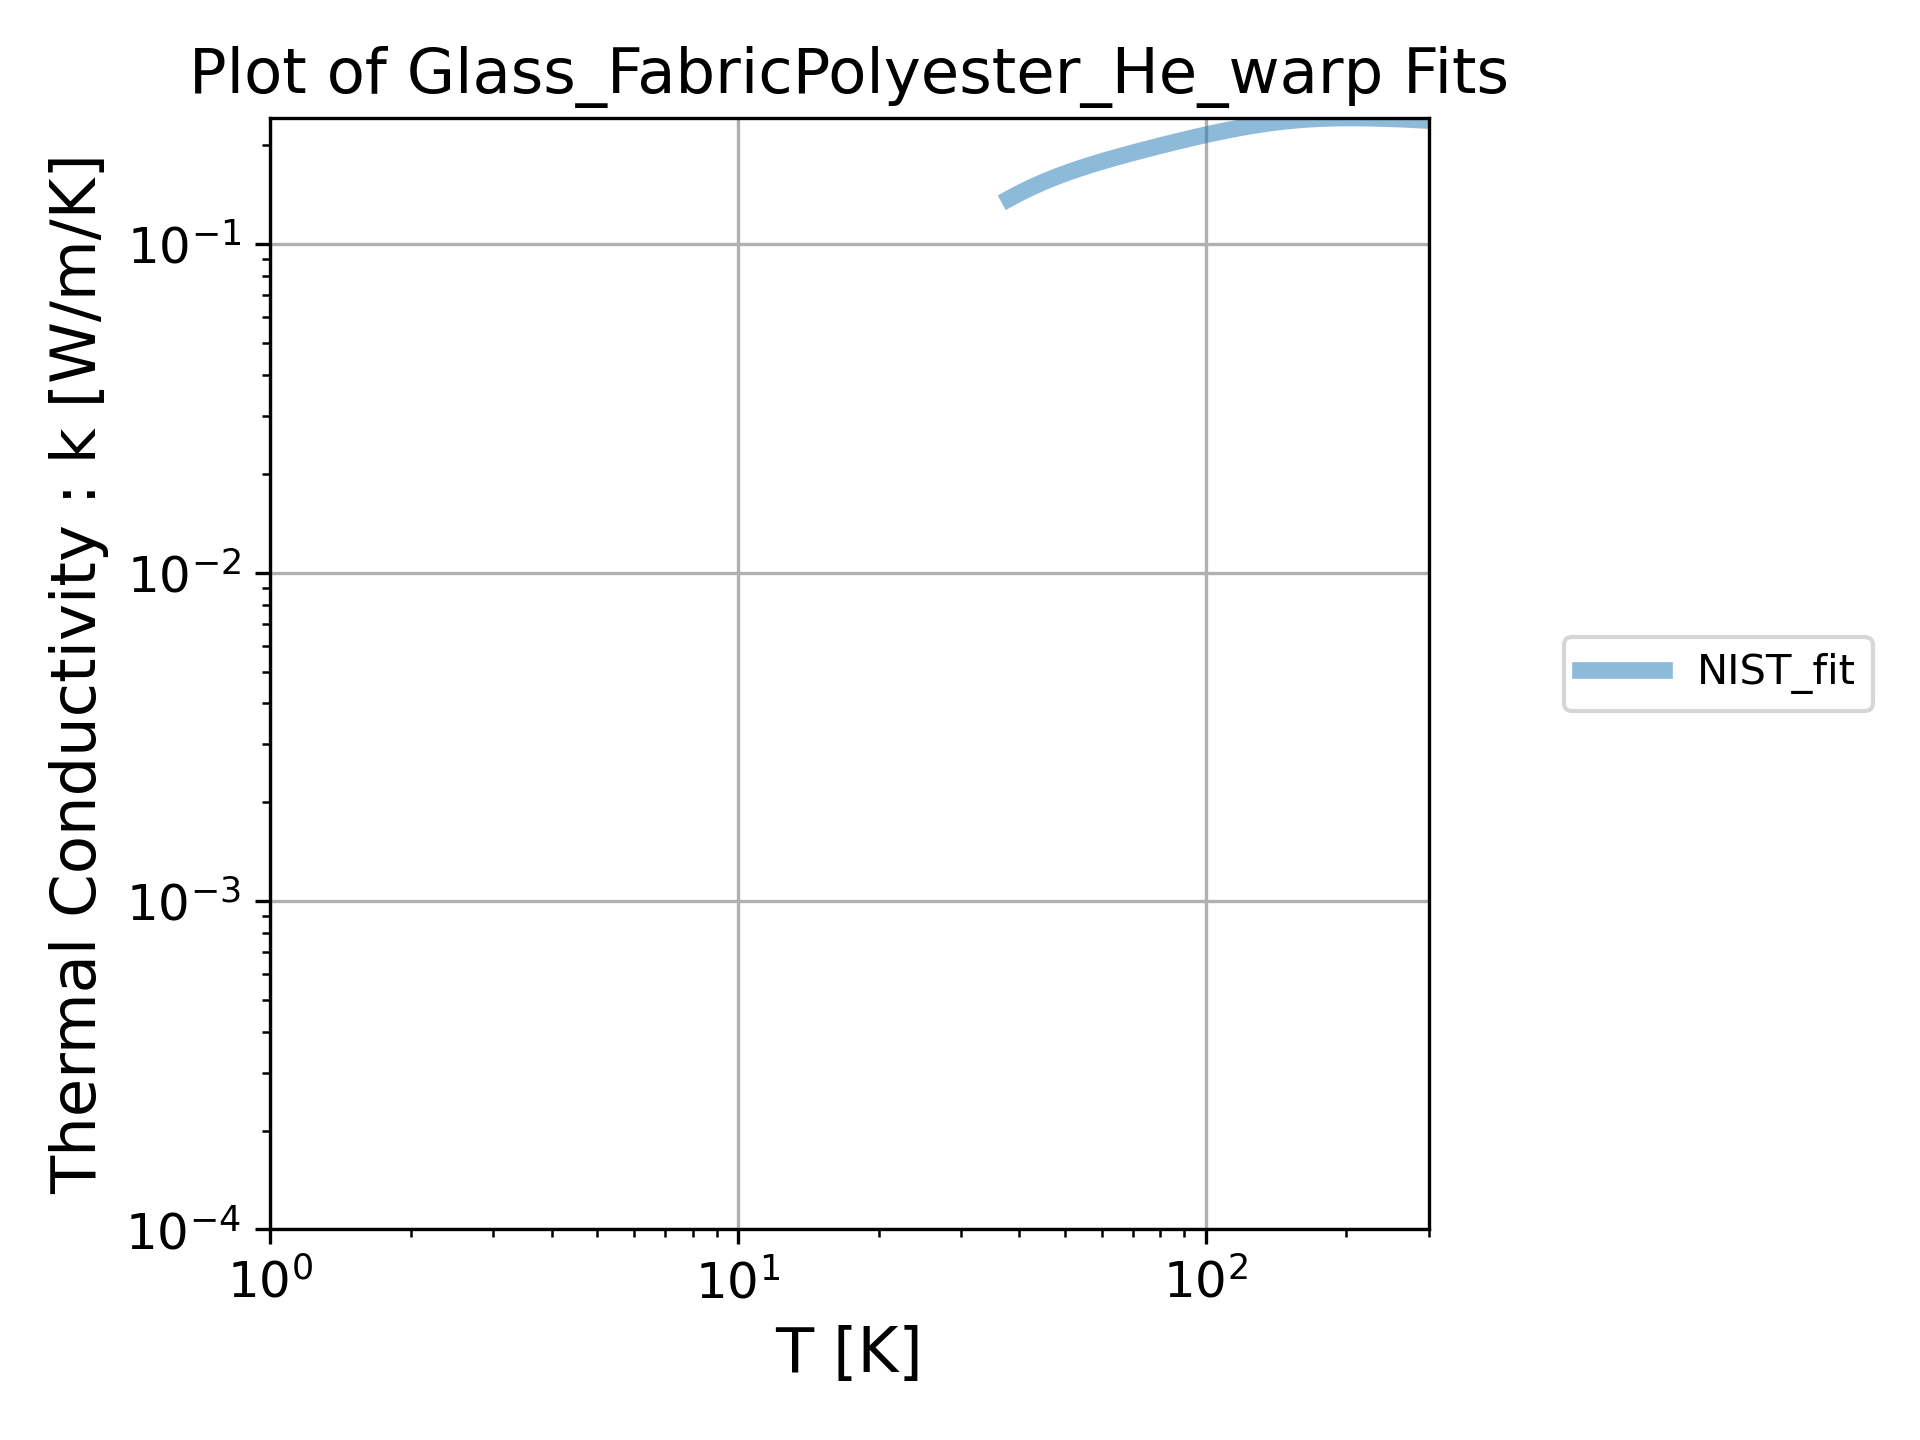 Plot of Glass_FabricPolyester_He_warp Fits
Thermal Conductivity : k [W/m/K]
10⁻¹
10⁻²
10⁻³
10⁻⁴
10⁰ 10¹ 10²
T [K]
NIST_fit